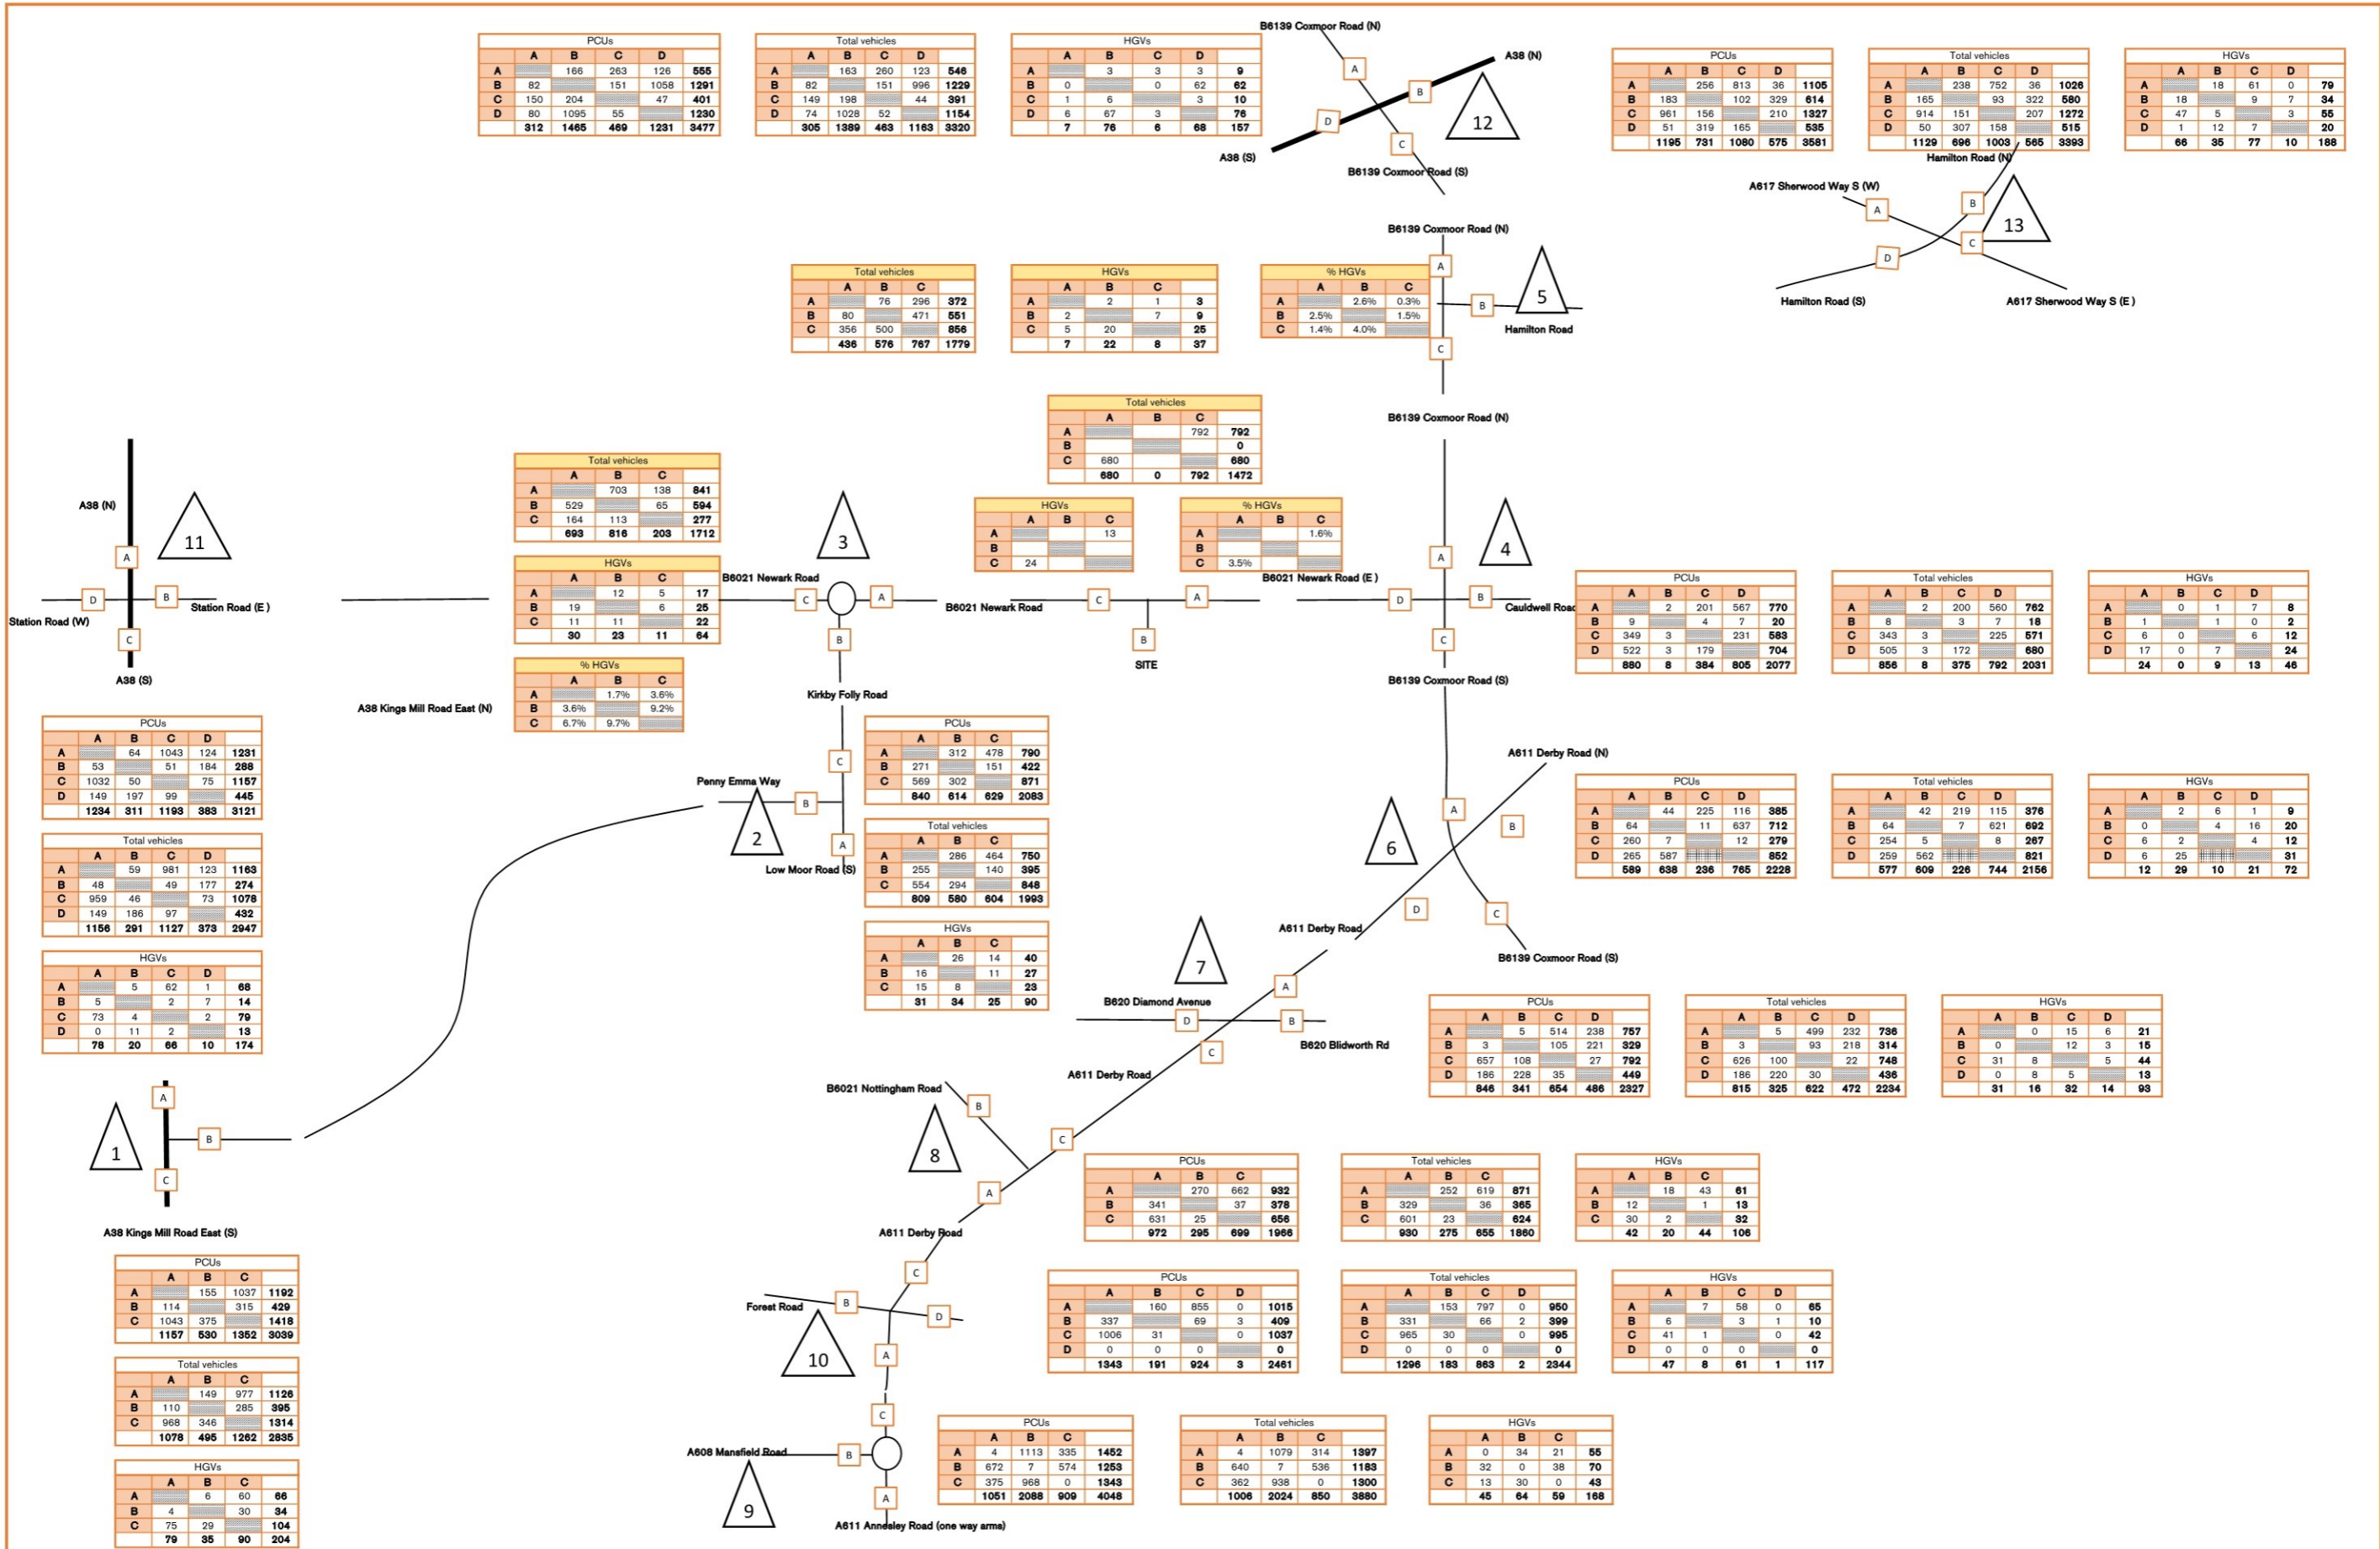 B6139 Coxmoor Road (N)
PCUs
A B C D
A 166 263 126 555
B 82 151 1058 1291
C 150 204 47 401
D 80 1095 55 1230
312 1465 469 1231 3477
Total vehicles
A B C D
A 163 260 123 546
B 82 151 996 1229
C 149 198 44 391
D 74 1028 52 1154
305 1389 463 1163 3320
HGVs
A B C D
A 3 3 3 9
B 0 0 62 62
C 1 6 3 10
D 6 67 3 76
7 76 6 68 157
A
A38 (N)
B
D
12
C
A38 (S)
B6139 Coxmoor Road (S)
PCUs
A B C D
A 256 813 36 1105
B 183 102 329 614
C 961 156 210 1327
D 51 319 165 535
1195 731 1080 575 3581
Total vehicles
A B C D
A 238 752 36 1026
B 165 93 322 580
C 914 151 207 1272
D 50 307 158 515
1129 696 1003 565 3393
HGVs
A B C D
A 18 61 0 79
B 18 9 7 34
C 47 5 3 55
D 1 12 7 20
66 35 77 10 188
Hamilton Road (N)
A617 Sherwood Way S (W)
A
B
13
C
D
Hamilton Road (S)
A617 Sherwood Way S (E )
B6139 Coxmoor Road (N)
Total vehicles
A B C
A 76 296 372
B 80 471 551
C 356 500 856
436 576 767 1779
HGVs
A B C
A 2 1 3
B 2 7 9
C 5 20 25
7 22 8 37
% HGVs
A B C
A 2.6% 0.3%
B 2.5% 1.5%
C 1.4% 4.0%
A
B
5
Hamilton Road
C
Total vehicles
A B C
A 792 792
B 0
C 680 680
680 0 792 1472
B6139 Coxmoor Road (N)
HGVs
A B C
A 13
B
C 24
% HGVs
A B C
A 1.6%
B
C 3.5%
A38 (N)
11
A
D
B
Station Road (E )
Station Road (W)
C
A38 (S)
Total vehicles
A B C
A 703 138 841
B 529 65 594
C 164 113 277
693 816 203 1712
HGVs
A B C
A 12 5 17
B 19 6 25
C 11 11 22
30 23 11 64
% HGVs
A B C
A 1.7% 3.6%
B 3.6% 9.2%
C 6.7% 9.7%
3
B6021 Newark Road
C
A
B6021 Newark Road
B
Kirkby Folly Road
C
A
B
SITE
B6021 Newark Road (E )
A
4
D
B
Cauldwell Road
C
B6139 Coxmoor Road (S)
PCUs
A B C D
A 2 201 567 770
B 9 4 7 20
C 349 3 231 583
D 522 3 179 704
880 8 384 805 2077
Total vehicles
A B C D
A 2 200 560 762
B 8 3 7 18
C 343 3 225 571
D 505 3 172 680
856 8 375 792 2031
HGVs
A B C D
A 0 1 7 8
B 1 1 0 2
C 6 0 6 12
D 17 0 7 24
24 0 9 13 46
A38 Kings Mill Road East (N)
PCUs
A B C D
A 64 1043 124 1231
B 53 51 184 288
C 1032 50 75 1157
D 149 197 99 445
1234 311 1193 383 3121
Total vehicles
A B C D
A 59 981 123 1163
B 48 49 177 274
C 959 46 73 1078
D 149 186 97 432
1156 291 1127 373 2947
HGVs
A B C D
A 5 62 1 68
B 5 2 7 14
C 73 4 2 79
D 0 11 2 13
78 20 66 10 174
Penny Emma Way
C
B
2
A
Low Moor Road (S)
PCUs
A B C
A 312 478 790
B 271 151 422
C 569 302 871
840 614 629 2083
Total vehicles
A B C
A 286 464 750
B 255 140 395
C 554 294 848
809 580 604 1993
HGVs
A B C
A 26 14 40
B 16 11 27
C 15 8 23
31 34 25 90
A611 Derby Road (N)
A
B
6
D
C
A611 Derby Road
B6139 Coxmoor Road (S)
PCUs
A B C D
A 44 225 116 385
B 64 11 637 712
C 260 7 12 279
D 265 587 852
589 638 236 765 2228
Total vehicles
A B C D
A 42 219 115 376
B 64 7 621 692
C 254 5 8 267
D 259 562 821
577 609 226 744 2156
HGVs
A B C D
A 2 6 1 9
B 0 4 16 20
C 6 2 4 12
D 6 25 31
12 29 10 21 72
7
A
B620 Diamond Avenue
D
B
B620 Blidworth Rd
C
A611 Derby Road
PCUs
A B C D
A 5 514 238 757
B 3 105 221 329
C 657 108 27 792
D 186 228 35 449
846 341 654 486 2327
Total vehicles
A B C D
A 5 499 232 736
B 3 93 218 314
C 626 100 22 748
D 186 220 30 436
815 325 622 472 2234
HGVs
A B C D
A 0 15 6 21
B 0 12 3 15
C 31 8 5 44
D 0 8 5 13
31 16 32 14 93
A
1
B
C
A38 Kings Mill Road East (S)
PCUs
A B C
A 155 1037 1192
B 114 315 429
C 1043 375 1418
1157 530 1352 3039
Total vehicles
A B C
A 149 977 1126
B 110 285 395
C 968 346 1314
1078 495 1262 2835
HGVs
A B C
A 6 60 66
B 4 30 34
C 75 29 104
79 35 90 204
B6021 Nottingham Road
B
8
C
A
A611 Derby Road
PCUs
A B C
A 270 662 932
B 341 37 378
C 631 25 656
972 295 699 1966
Total vehicles
A B C
A 252 619 871
B 329 36 365
C 601 23 624
930 275 655 1860
HGVs
A B C
A 18 43 61
B 12 1 13
C 30 2 32
42 20 44 106
C
Forest Road
B
D
10
A
PCUs
A B C D
A 160 855 0 1015
B 337 69 3 409
C 1006 31 0 1037
D 0 0 0 0
1343 191 924 3 2461
Total vehicles
A B C D
A 153 797 0 950
B 331 66 2 399
C 965 30 0 995
D 0 0 0 0
1296 183 863 2 2344
HGVs
A B C D
A 7 58 0 65
B 6 3 1 10
C 41 1 0 42
D 0 0 0 0
47 8 61 1 117
C
A608 Mansfield Road
B
9
A
A611 Annesley Road (one way arms)
PCUs
A B C
A 4 1113 335 1452
B 672 7 574 1253
C 375 968 0 1343
1051 2088 909 4048
Total vehicles
A B C
A 4 1079 314 1397
B 640 7 536 1183
C 362 938 0 1300
1006 2024 850 3880
HGVs
A B C
A 0 34 21 55
B 32 0 38 70
C 13 30 0 43
45 64 59 168